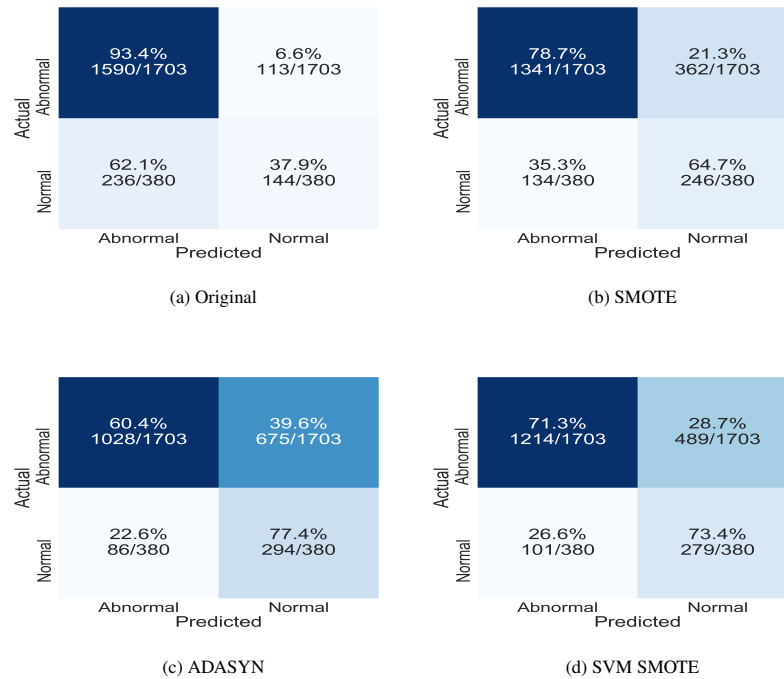 Actual
Abnormal
93.4%
1590/1703
6.6%
113/1703
Normal
62.1%
236/380
37.9%
144/380
Abnormal
Normal
Predicted
(a) Original
Actual
Abnormal
78.7%
1341/1703
21.3%
362/1703
Normal
35.3%
134/380
64.7%
246/380
Abnormal
Normal
Predicted
(b) SMOTE
Actual
Abnormal
60.4%
1028/1703
39.6%
675/1703
Normal
22.6%
86/380
77.4%
294/380
Abnormal
Normal
Predicted
(c) ADASYN
Actual
Abnormal
71.3%
1214/1703
28.7%
489/1703
Normal
26.6%
101/380
73.4%
279/380
Abnormal
Normal
Predicted
(d) SVM SMOTE